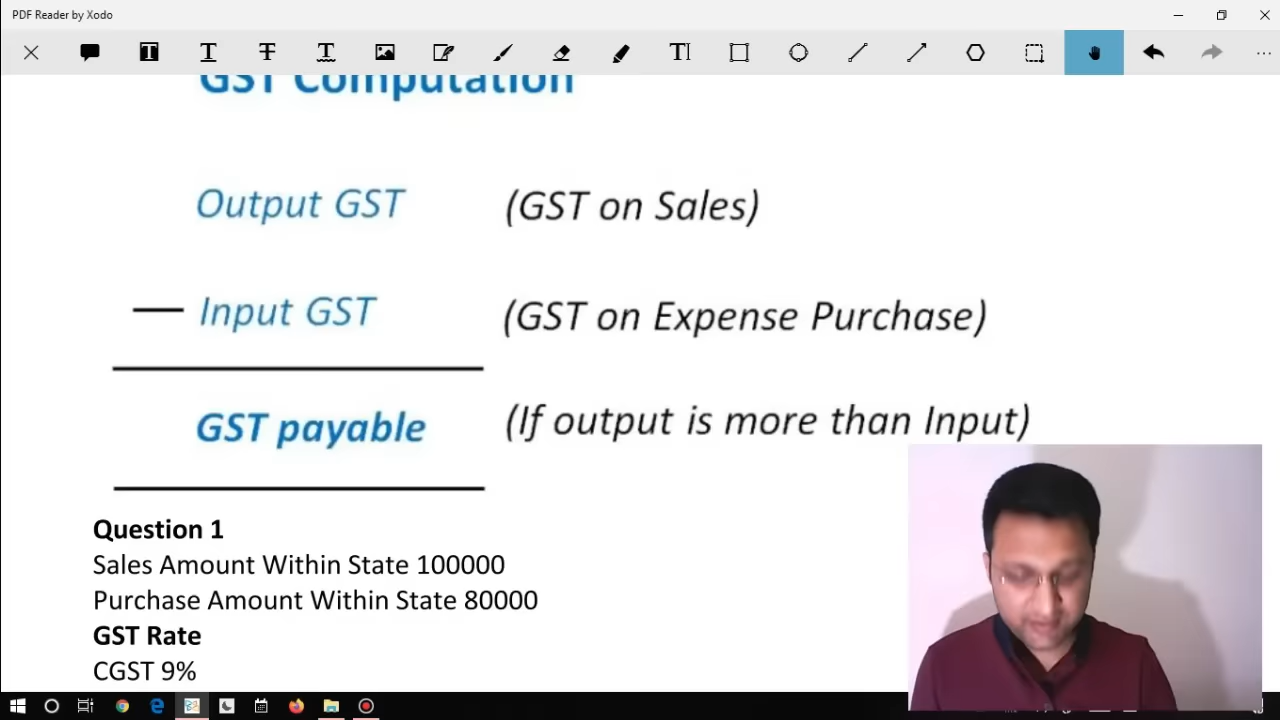 PDF Reader by Xodo
GST Computation
Output GST (GST on Sales)
Input GST (GST on Expense Purchase)
GST payable (If output is more than Input)
Question 1
Sales Amount Within State 100000
Purchase Amount Within State 80000
GST Rate
CGST 9%